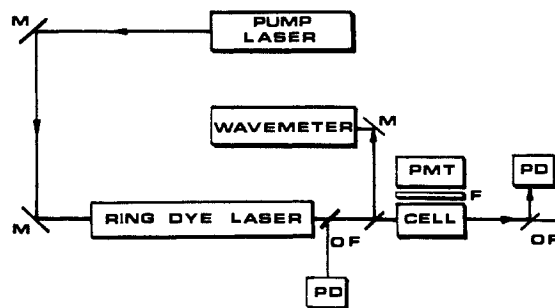 M
PUMP
LASER
WAVEMETER
M
PMT
F
PD
M
RING DYE LASER
OF
CELL
OF
PD